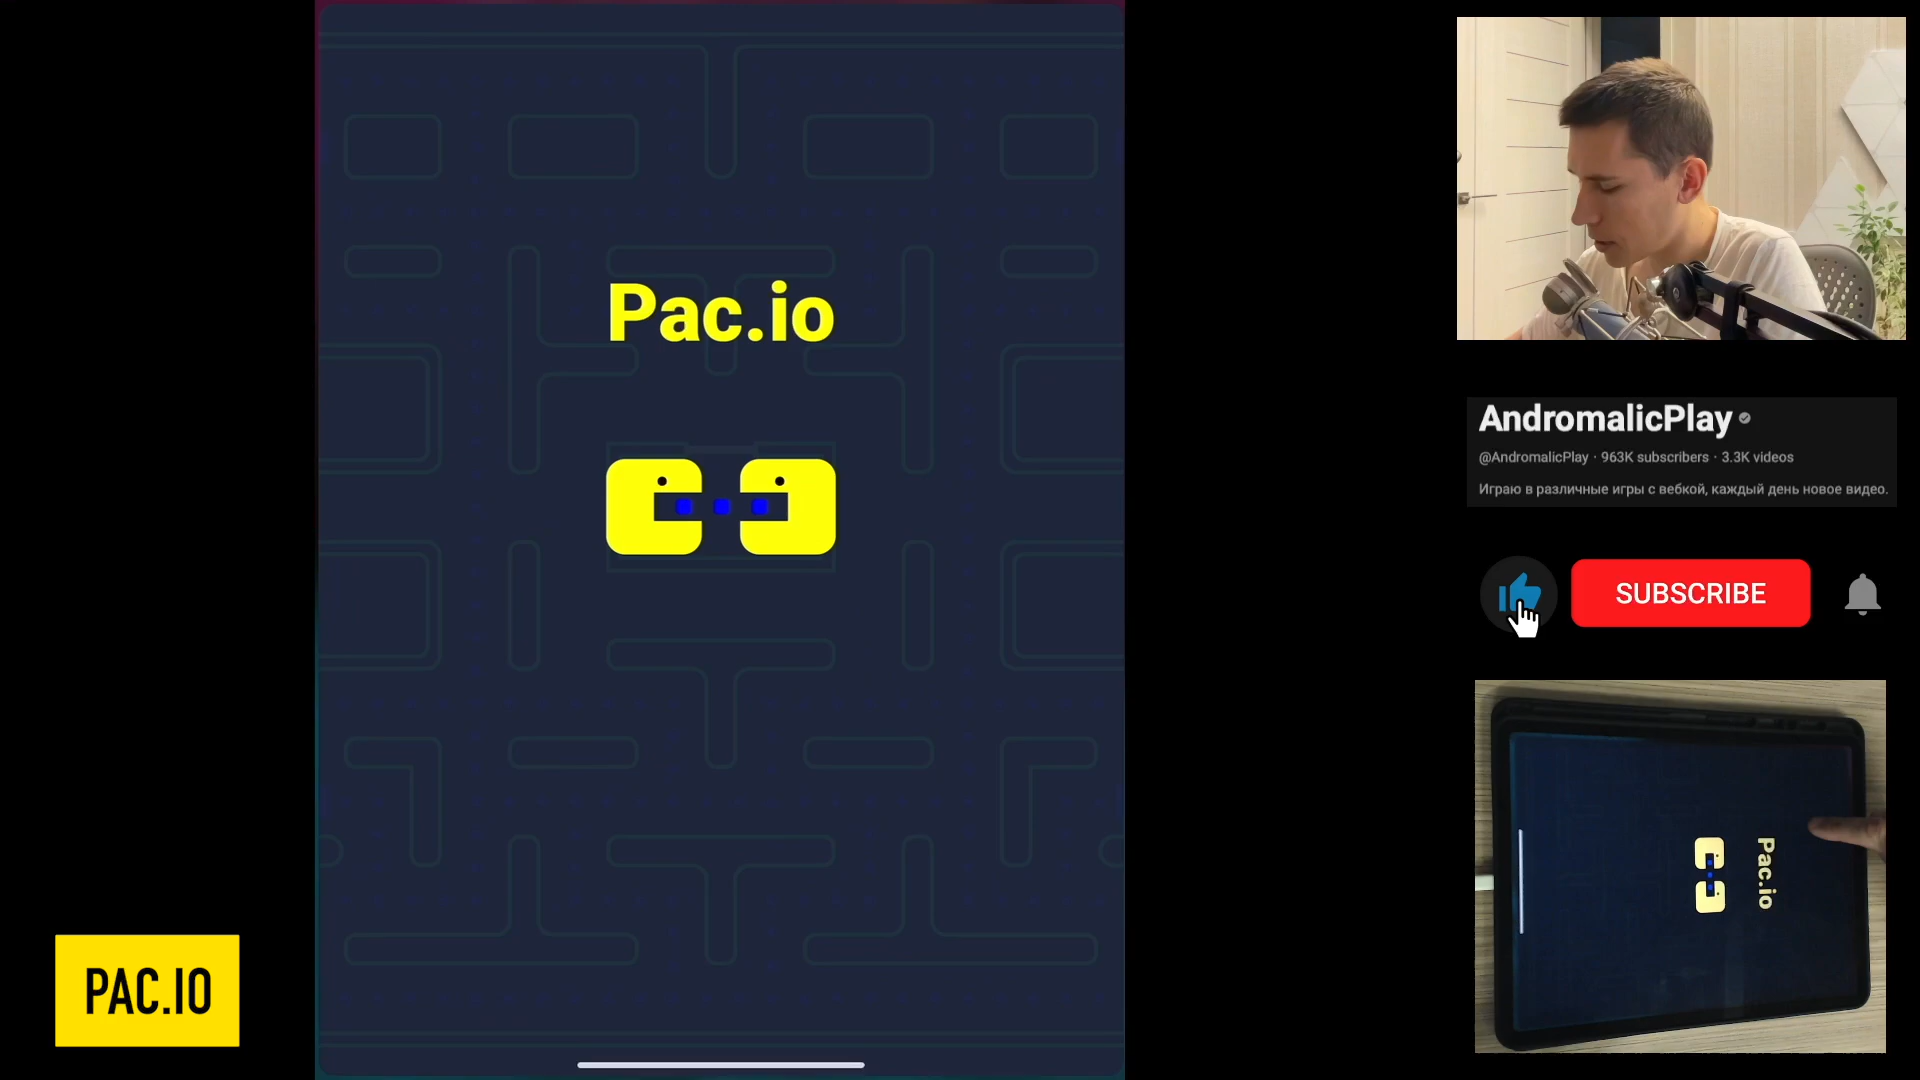 Pac.io
AndromalicPlay
@AndromalicPlay · 963K subscribers · 3.3K videos
Играю в различные игры с вебкой, каждый день новое видео.
SUBSCRIBE
Pac.io
PAC.IO